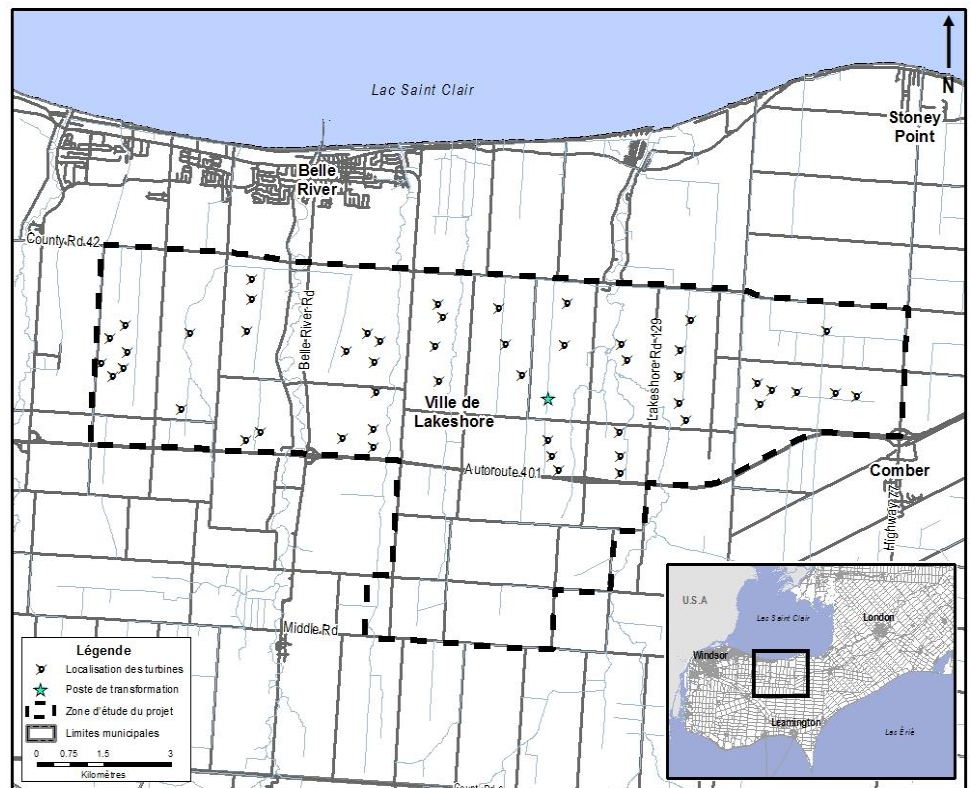 Lac Saint Clair
N
Stoney
Point
Belle
River
County Rd 42
Belle River Rd
Lakeshore Rd 129
Ville de
Lakeshore
Autoroute 401
Comber
Highway 77
Middle Rd
Légende
Localisation des turbines
Poste de transformation
Zone d'étude du projet
Limites municipales
0 0.75 1.5 3
Kilomètres
U.S.A
Lac Saint Clair
London
Windsor
Leamington
Lac Érié